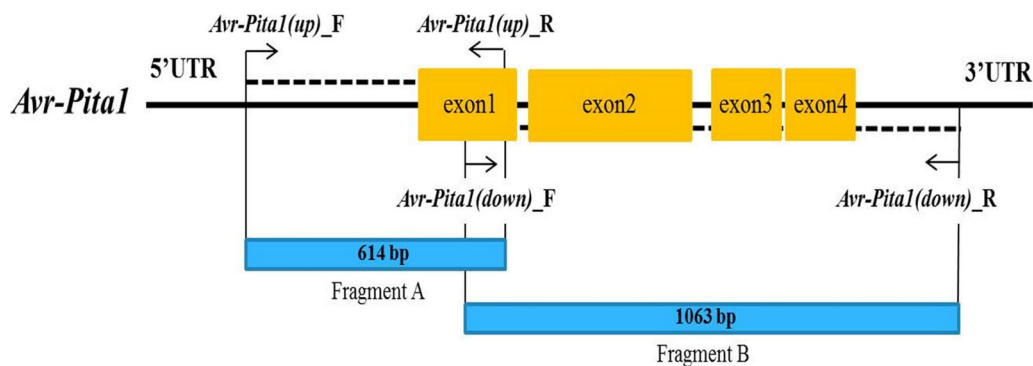 Avr-Pita1(up)_F
Avr-Pita1(up)_R
5’UTR
3’UTR
Avr-Pita1
exon1
exon2
exon3
exon4
Avr-Pita1(down)_F
Avr-Pita1(down)_R
614 bp
Fragment A
1063 bp
Fragment B